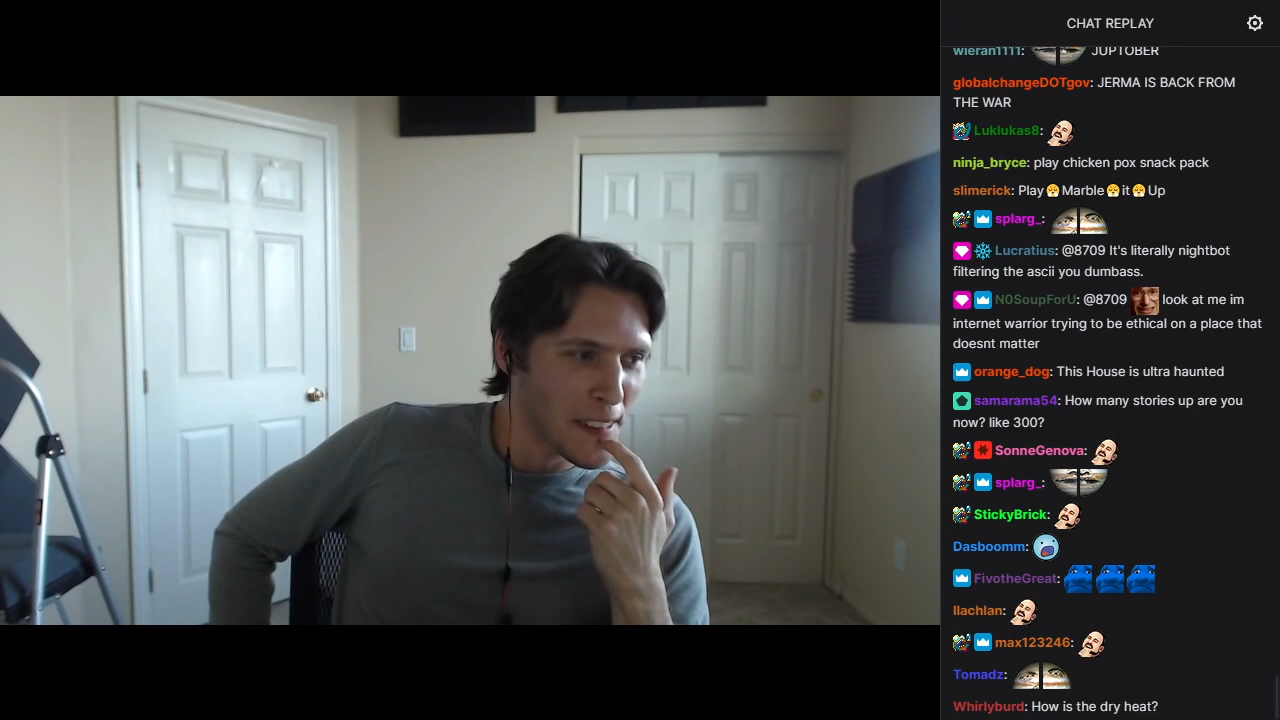 CHAT REPLAY
wieran1111: JUPTOBER
globalchangeDOTgov: JERMA IS BACK FROM
THE WAR
Luklukas8:
ninja_bryce: play chicken pox snack pack
slimerick: Play Marble it Up
splarg_:
Lucratius: @8709 It's literally nightbot
filtering the ascii you dumbass.
N0SoupForU: @8709 look at me im
internet warrior trying to be ethical on a place that
doesnt matter
orange_dog: This House is ultra haunted
samarama54: How many stories up are you
now? like 300?
SonneGenova:
splarg_:
StickyBrick:
Dasboomm:
FivotheGreat:
llachlan:
max123246:
Tomadz:
Whirlyburd: How is the dry heat?